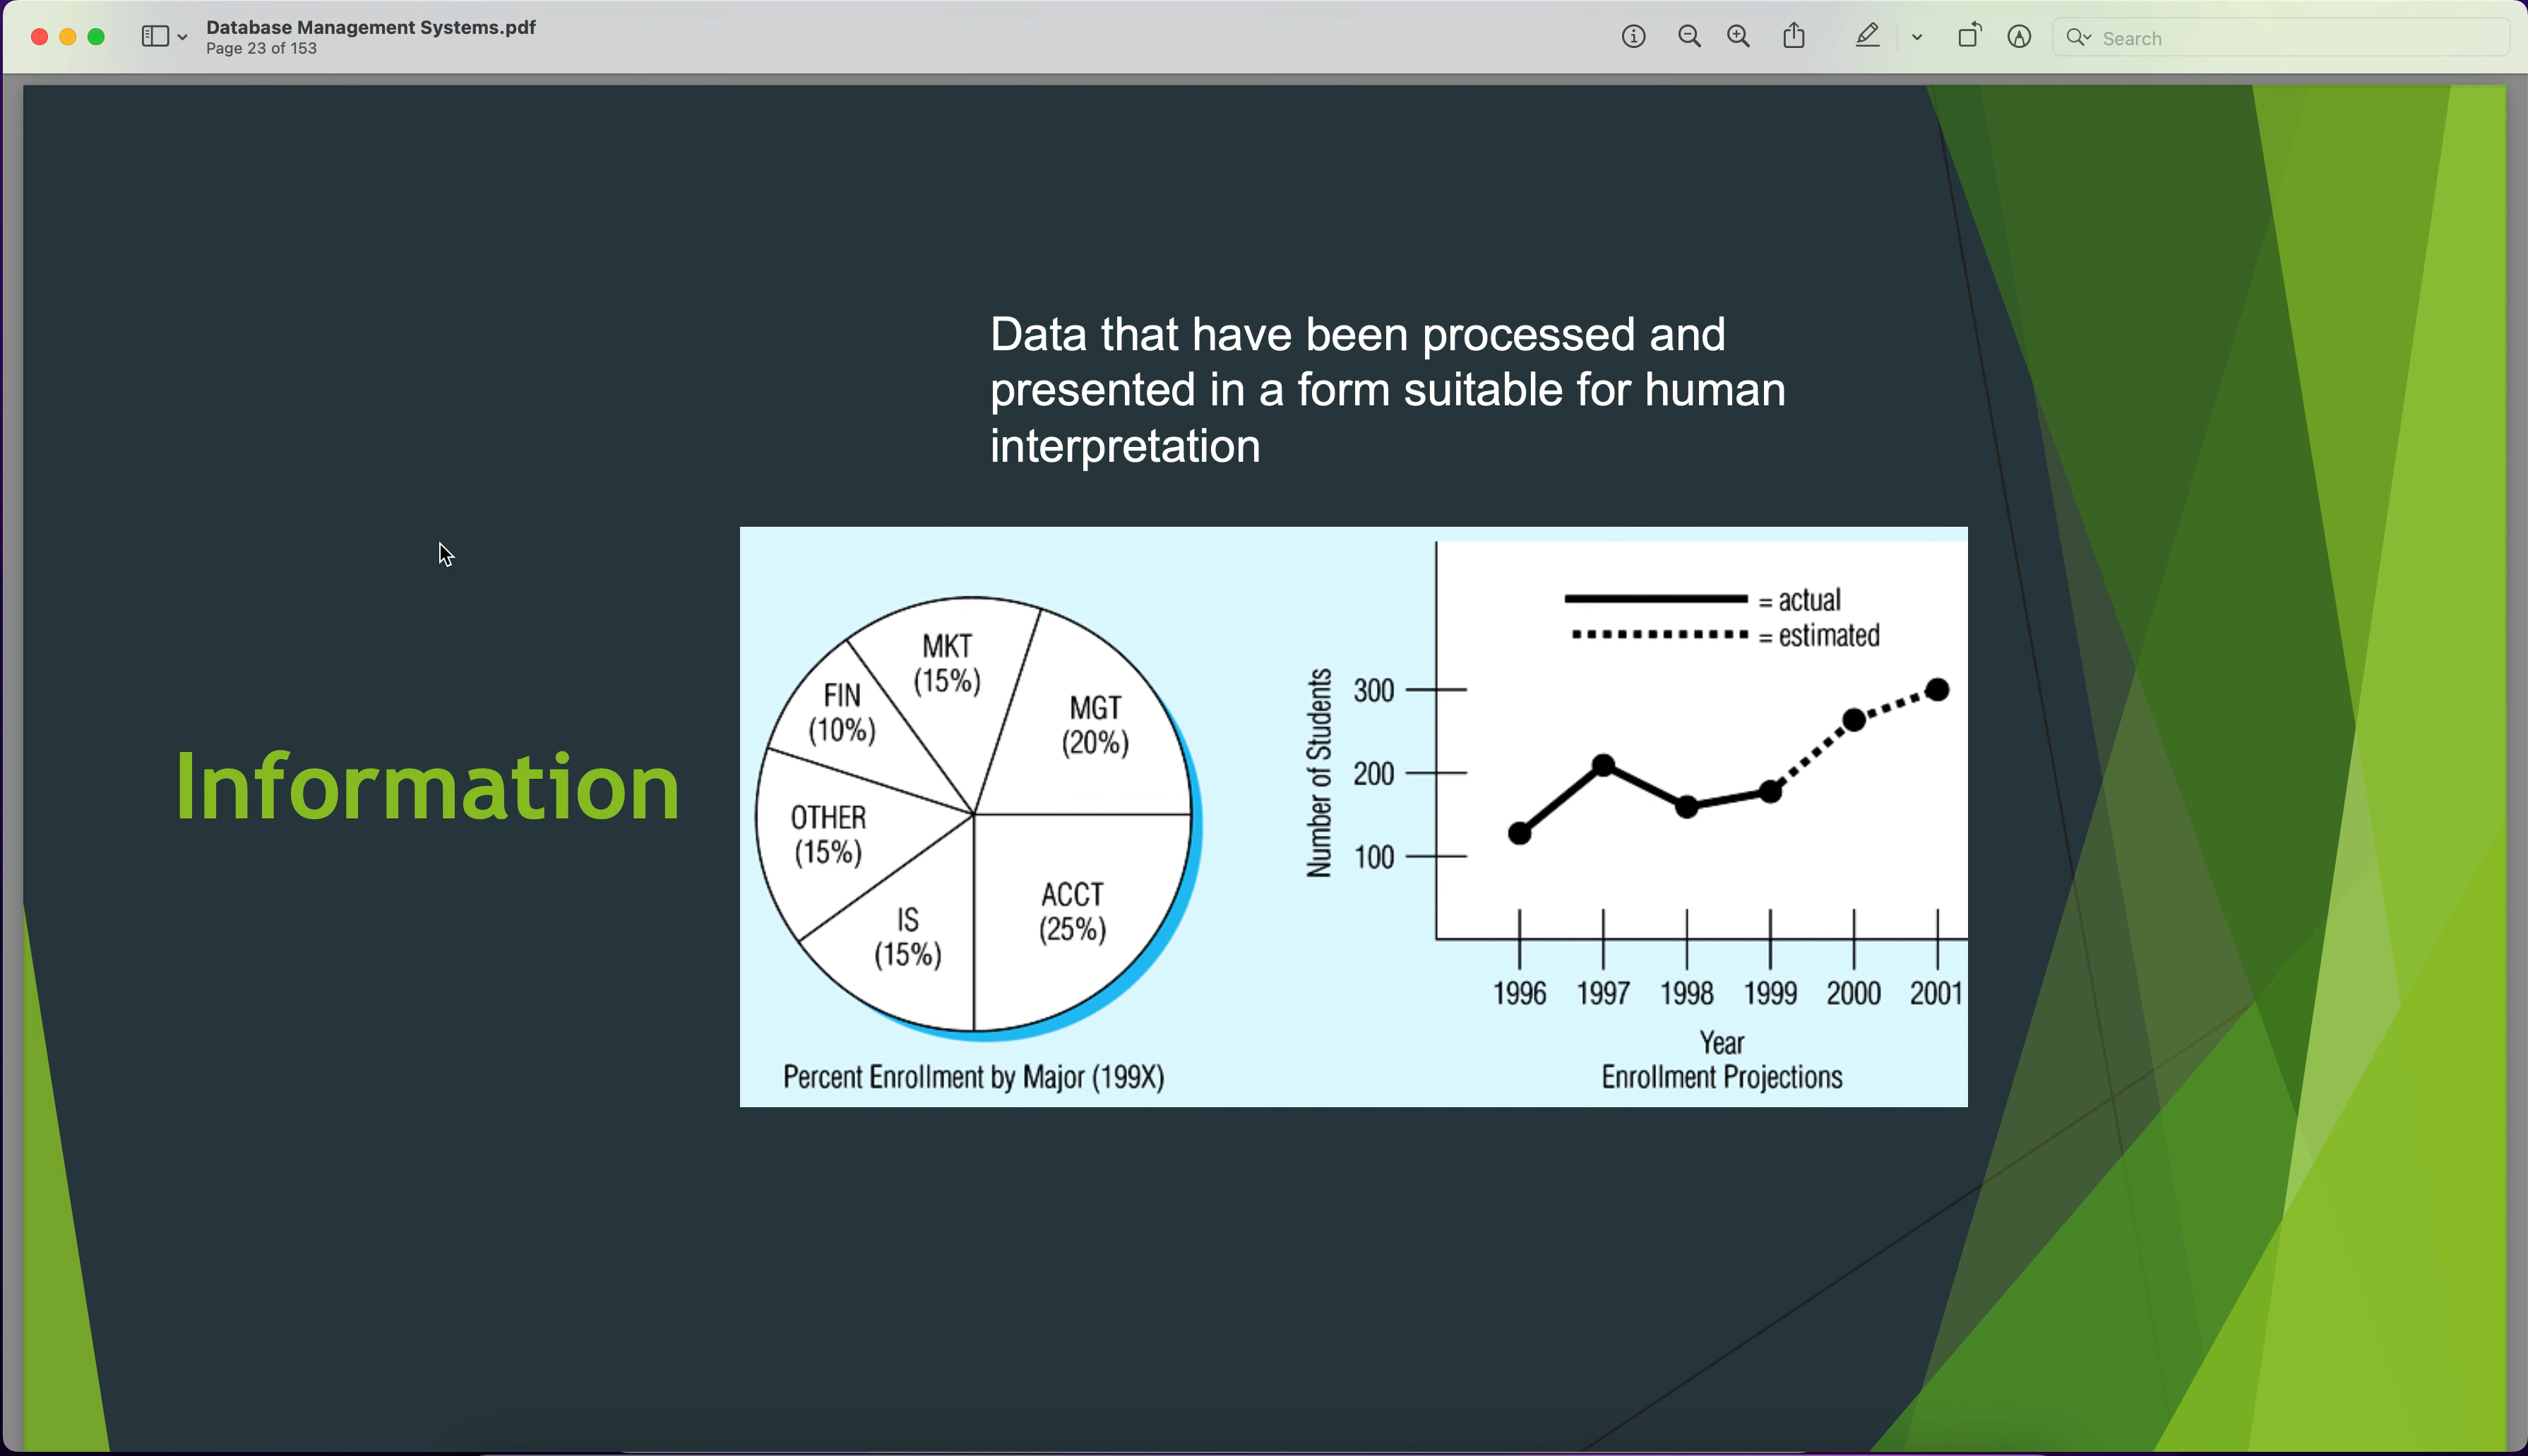 Database Management Systems.pdf
Page 23 of 153
Search
Data that have been processed and
presented in a form suitable for human
interpretation
Information
MKT
(15%)
FIN
(10%)
MGT
(20%)
OTHER
(15%)
IS
(15%)
ACCT
(25%)
Percent Enrollment by Major (199X)
= actual
= estimated
Number of Students
300
200
100
1996 1997 1998 1999 2000 2001
Year
Enrollment Projections